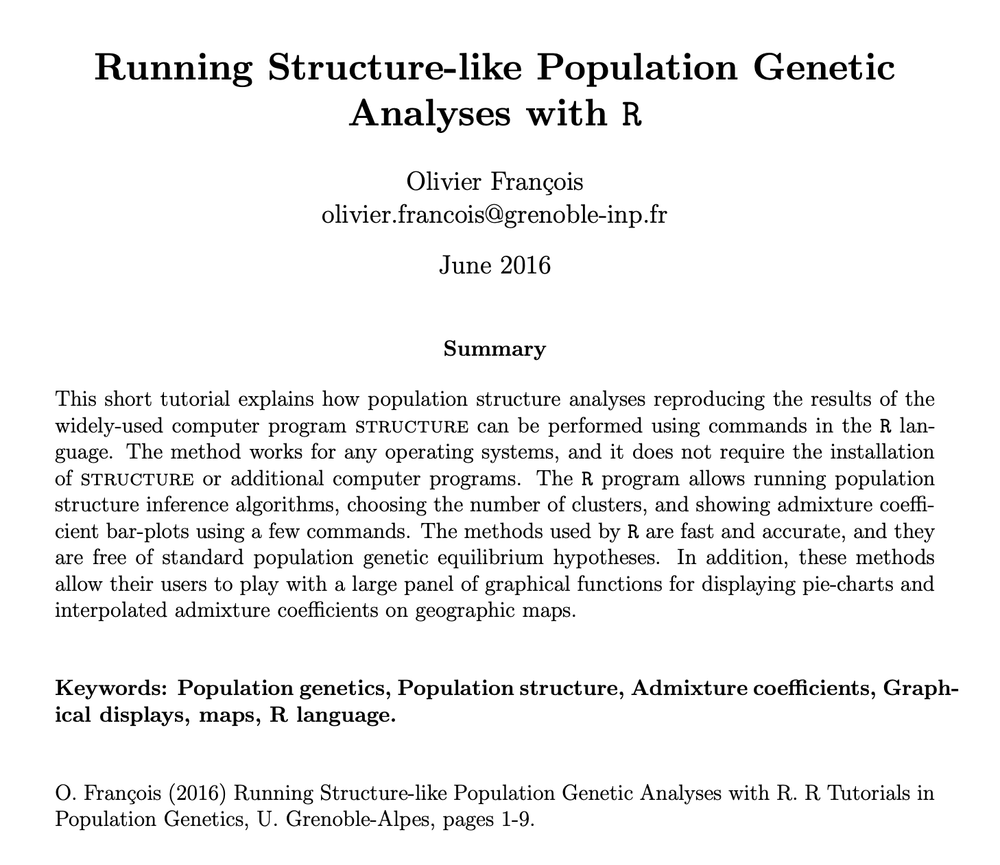 Running Structure-like Population Genetic
Analyses with R
Olivier François
olivier.francois@grenoble-inp.fr
June 2016
Summary
This short tutorial explains how population structure analyses reproducing the results of the
widely-used computer program STRUCTURE can be performed using commands in the R lan-
guage. The method works for any operating systems, and it does not require the installation
of STRUCTURE or additional computer programs. The R program allows running population
structure inference algorithms, choosing the number of clusters, and showing admixture coeffi-
cient bar-plots using a few commands. The methods used by R are fast and accurate, and they
are free of standard population genetic equilibrium hypotheses. In addition, these methods
allow their users to play with a large panel of graphical functions for displaying pie-charts and
interpolated admixture coefficients on geographic maps.
Keywords: Population genetics, Population structure, Admixture coefficients, Graph-
ical displays, maps, R language.
O. François (2016) Running Structure-like Population Genetic Analyses with R. R Tutorials in
Population Genetics, U. Grenoble-Alpes, pages 1-9.